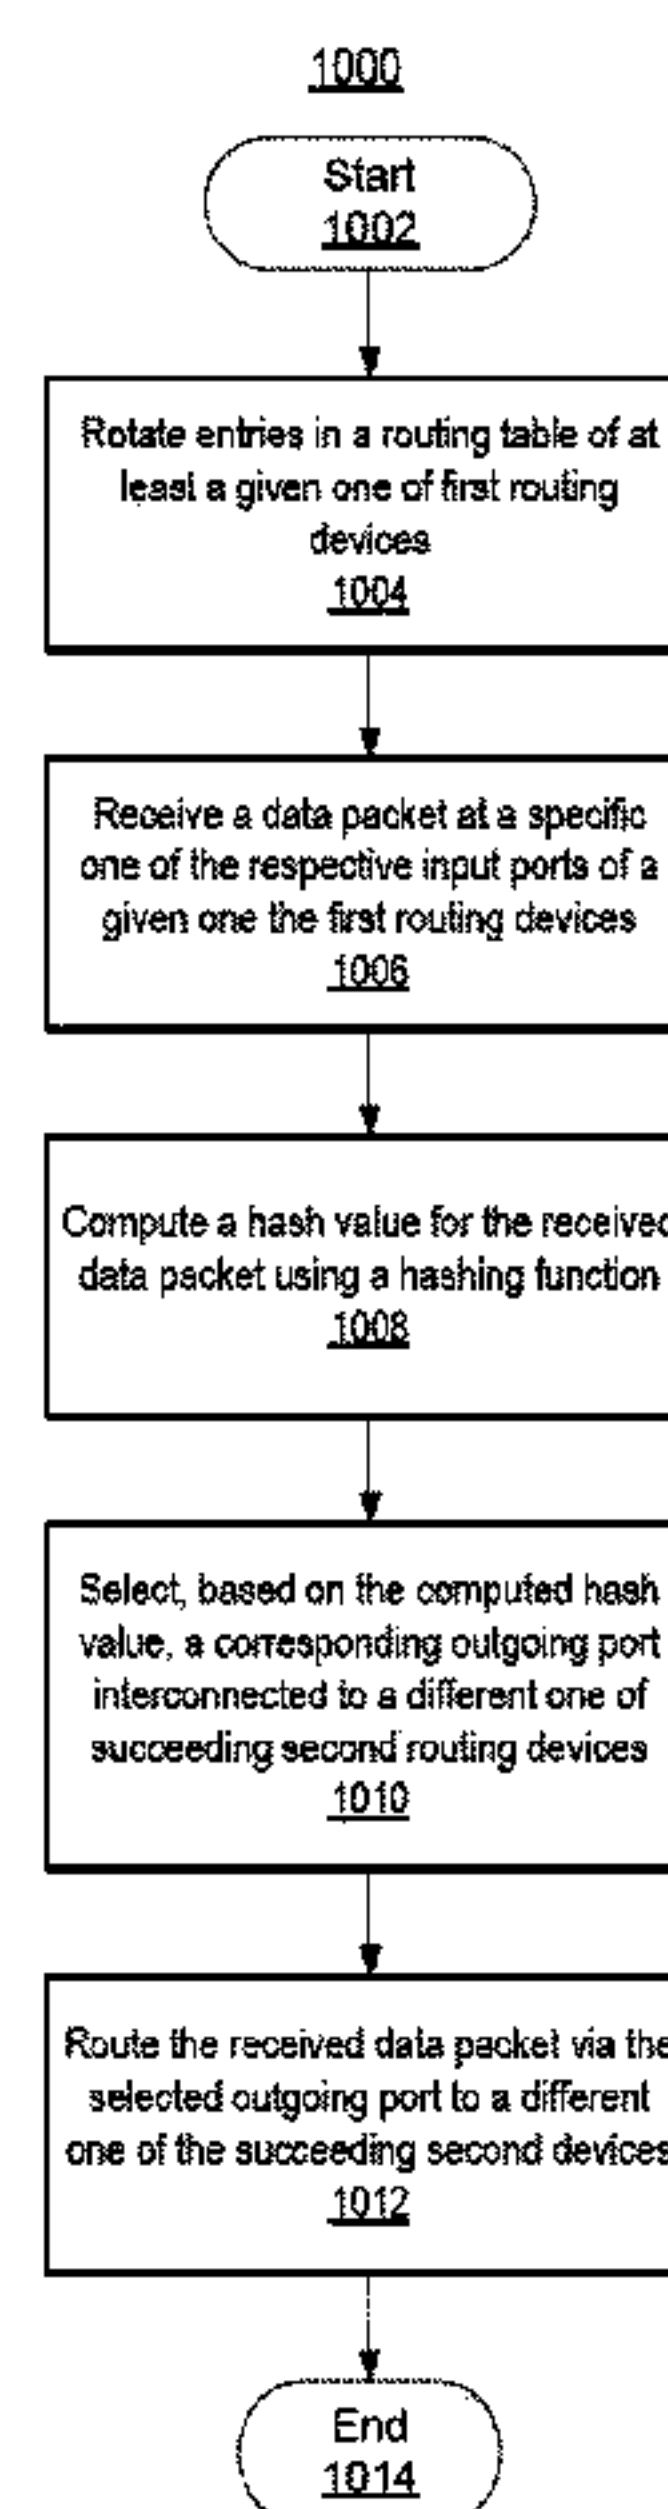 1000
Start
1002
Rotate entries in a routing table of at
least a given one of first routing
devices
1004
Receive a data packet at a specific
one of the respective input ports of a
given one the first routing devices
1006
Compute a hash value for the received
data packet using a hashing function
1008
Select, based on the computed hash
value, a corresponding outgoing port
interconnected to a different one of
succeeding second routing devices
1010
Route the received data packet via the
selected outgoing port to a different
one of the succeeding second devices
1012
End
1014